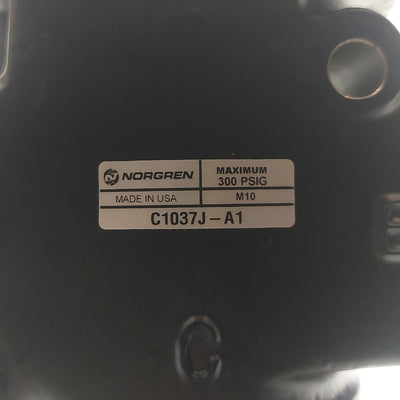 NORGREN
MAXIMUM
300 PSIG
MADE IN USA
M10
C1037J-A1
C